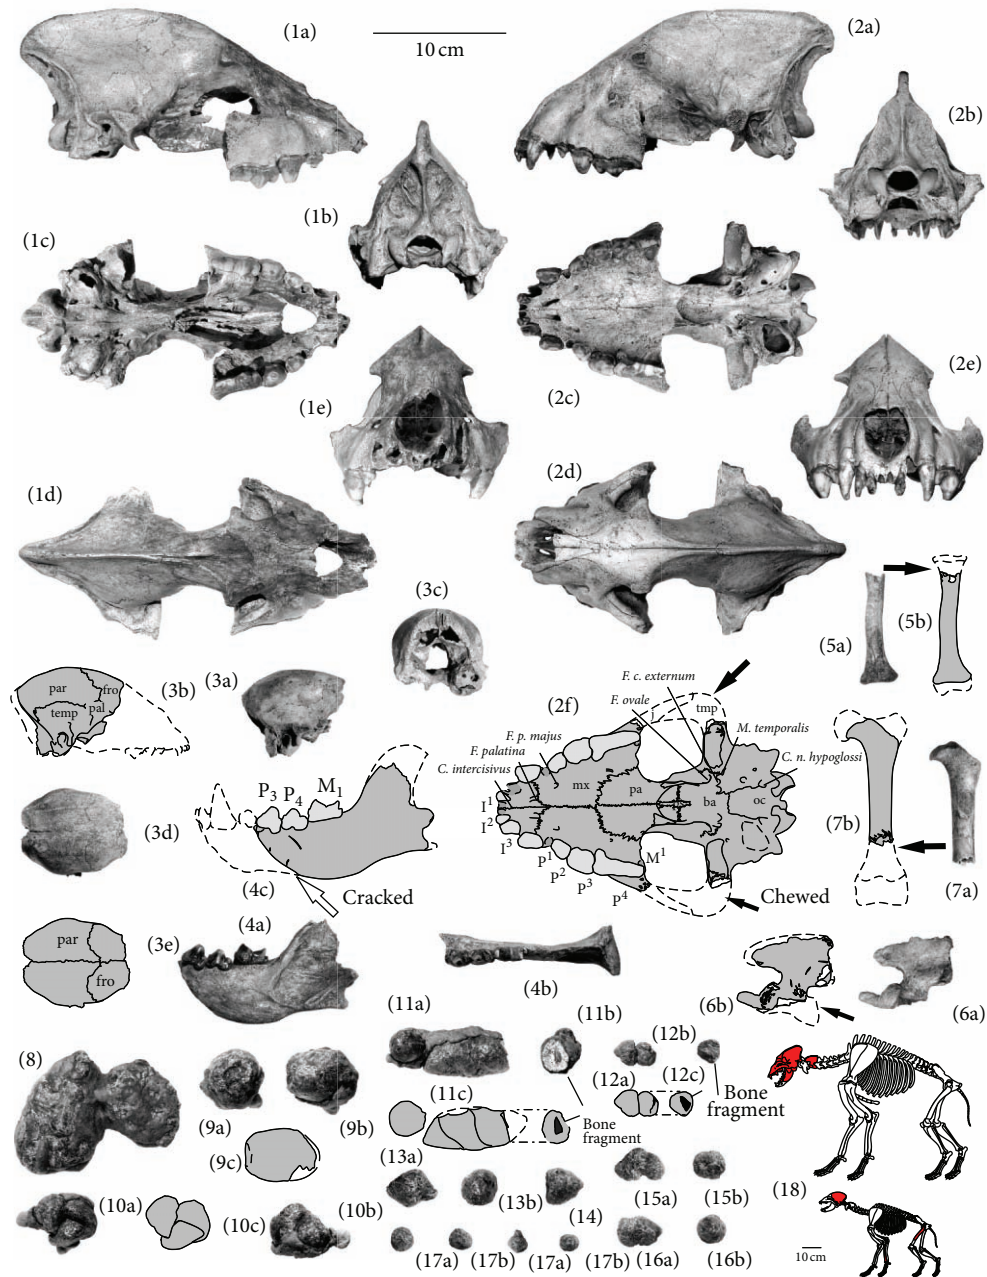 (1a)
10 cm
(2a)
(2b)
(1b)
(1c)
(2c)
(2e)
(1e)
(1d)
(2d)
(3c)
(5a)
(5b)
par
fro
temp
pal
(3b)
(3a)
(2f)
F. c. externum
F. ovale
tmp
F. p. majus
F. palatina
C. intercisivus
M. temporalis
C. n. hypoglossi
mx
pa
ba
oc
I1
I2
I3
P1
P2
P3
P4
M1
Chewed
P3
P4
M1
(3d)
(4c)
Cracked
(7b)
(7a)
par
fro
(3e)
(4a)
(4b)
(6b)
(6a)
(8)
(9a)
(9b)
(9c)
(11a)
(11b)
(11c)
Bone
fragment
(12b)
(12a)
(12c)
Bone
fragment
(10a)
(10c)
(10b)
(13a)
(13b)
(14)
(15a)
(15b)
(17a)
(17b)
(17a)
(17b)
(16a)
(16b)
(18)
10 cm